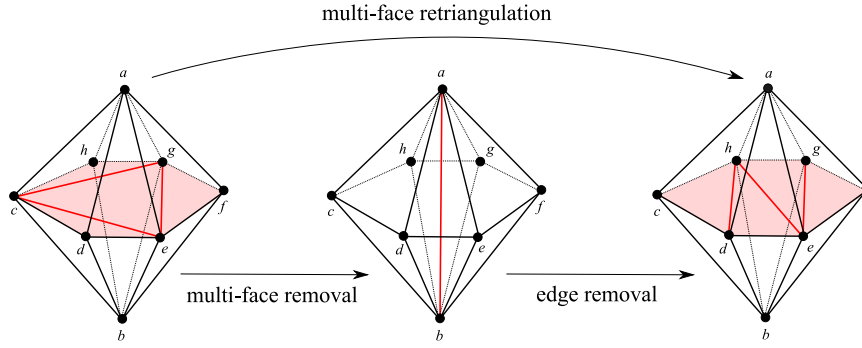 multi-face retriangulation
a
a
a
h
g
h
g
h
g
c
f
c
f
c
d
e
d
e
d
e
multi-face removal
edge removal
b
b
b